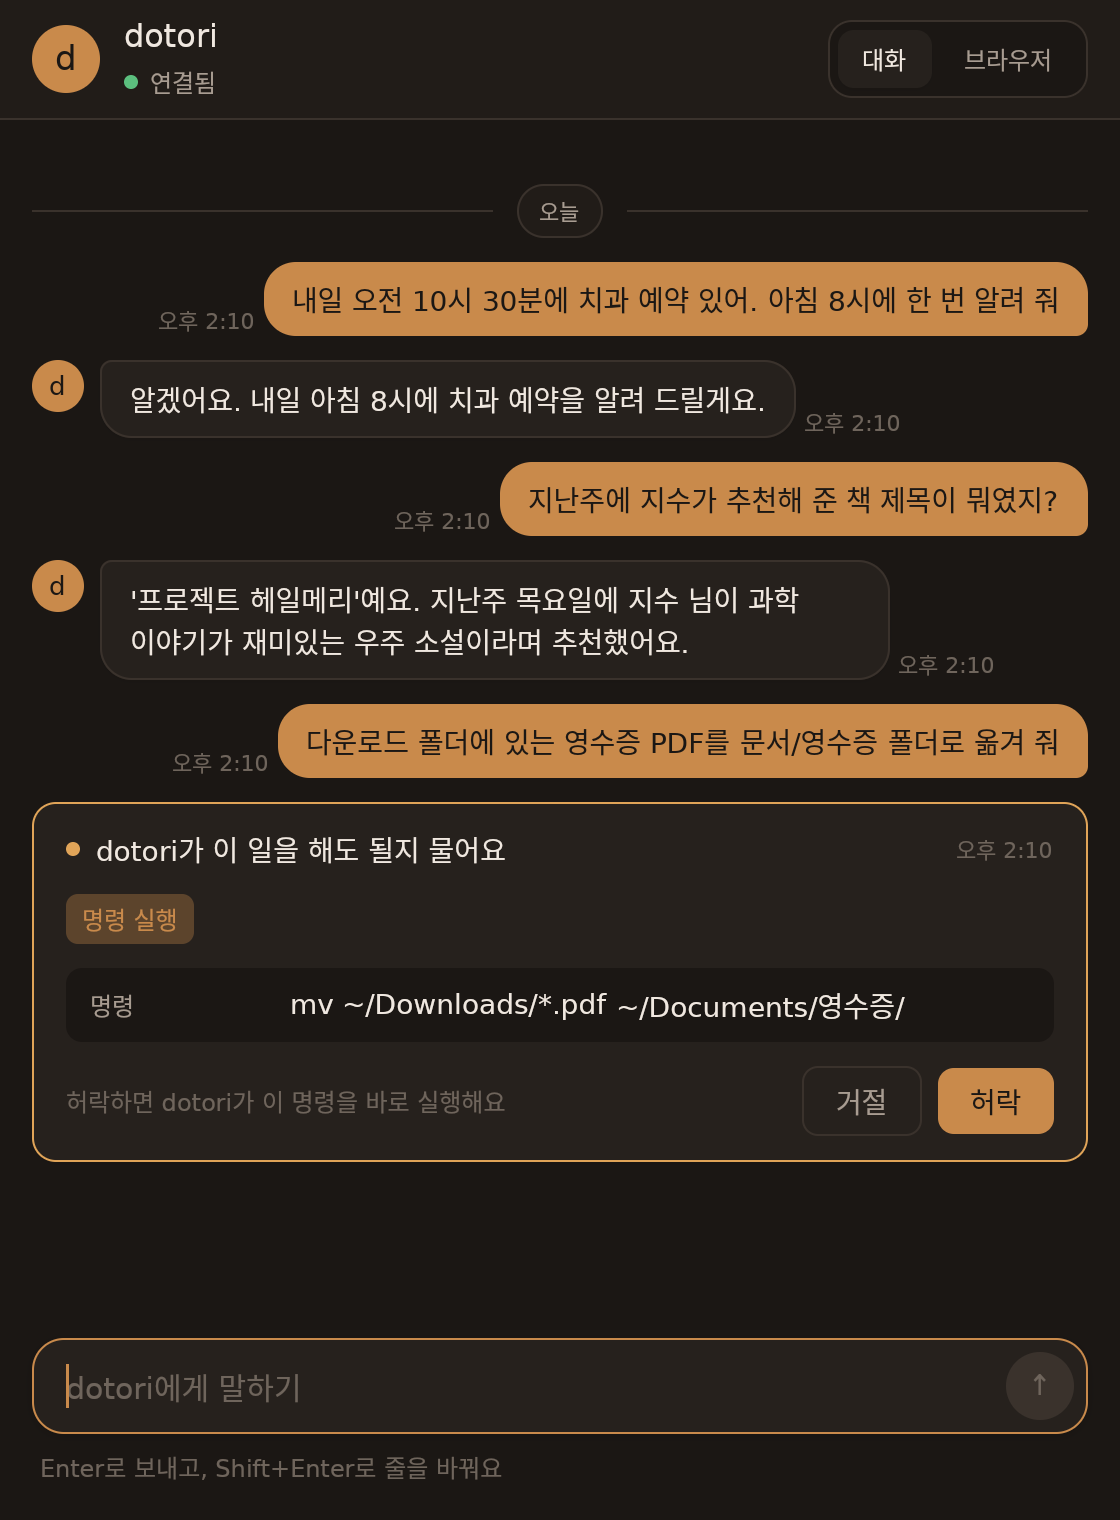 d
dotori
연결됨
대화
브라우저
오늘
오후 2:10
내일 오전 10시 30분에 치과 예약 있어. 아침 8시에 한 번 알려 줘
d
알겠어요. 내일 아침 8시에 치과 예약을 알려 드릴게요.
오후 2:10
오후 2:10
지난주에 지수가 추천해 준 책 제목이 뭐였지?
d
'프로젝트 헤일메리'예요. 지난주 목요일에 지수 님이 과학
이야기가 재미있는 우주 소설이라며 추천했어요.
오후 2:10
오후 2:10
다운로드 폴더에 있는 영수증 PDF를 문서/영수증 폴더로 옮겨 줘
dotori가 이 일을 해도 될지 물어요
오후 2:10
명령 실행
명령
mv ~/Downloads/*.pdf ~/Documents/영수증/
허락하면 dotori가 이 명령을 바로 실행해요
거절
허락
dotori에게 말하기
↑
Enter로 보내고, Shift+Enter로 줄을 바꿔요